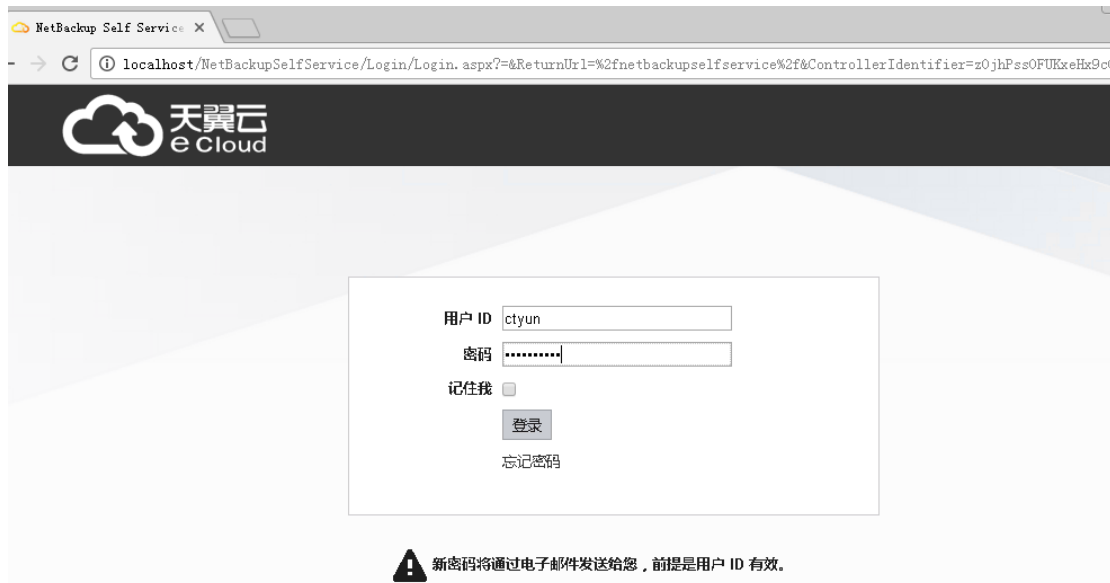 NetBackup Self Service
localhost/NetBackupSelfService/Login/Login.aspx?=&ReturnUrl=%2fnetbackupselfservice%2f&ControllerIdentifier=zOjhPssOFUKxeHx9c
天翼云
e Cloud
用户 ID ctyun
密码 ••••••••••
记住我
登录
忘记密码
新密码将通过电子邮件发送给您，前提是用户 ID 有效。